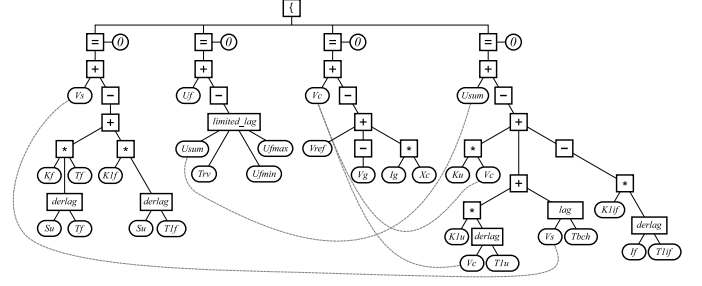 {
= 0 = 0 = 0 = 0
+ + + +
Vs - Uf - Vc - Usum -
+ limited_lag + +
* * Usum Ufmax Vref - * * Vc -
Kf Tf K1f Trv Ufmin Vg Ig Xc Ku + *
derlag derlag * lag K1if derlag
Su Tf Su T1f K1u derlag Vs Tbch If T1if
Vc T1u